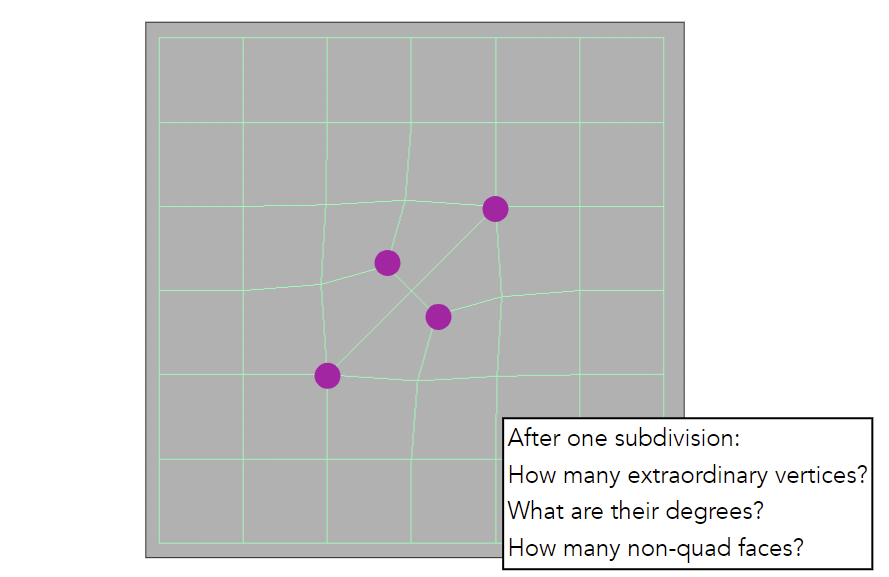 After one subdivision:
How many extraordinary vertices?
What are their degrees?
How many non-quad faces?